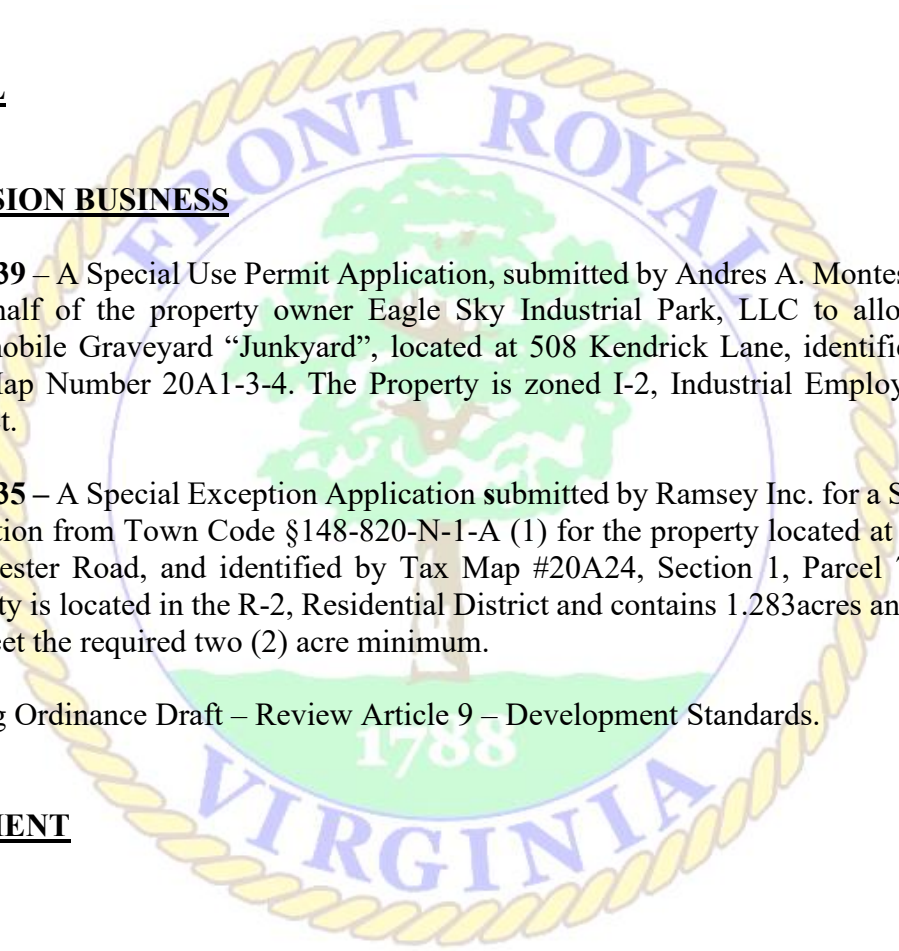 FRONT ROYAL
SION BUSINESS
39 – A Special Use Permit Application, submitted by Andres A. Montes
half of the property owner Eagle Sky Industrial Park, LLC to allo
mobile Graveyard “Junkyard”, located at 508 Kendrick Lane, identifi
Map Number 20A1-3-4. The Property is zoned I-2, Industrial Employ
t.
35 – A Special Exception Application submitted by Ramsey Inc. for a S
tion from Town Code §148-820-N-1-A (1) for the property located at
ester Road, and identified by Tax Map #20A24, Section 1, Parcel
ty is located in the R-2, Residential District and contains 1.283acres an
eet the required two (2) acre minimum.
g Ordinance Draft – Review Article 9 – Development Standards.
1788
VIRGINIA
MENT